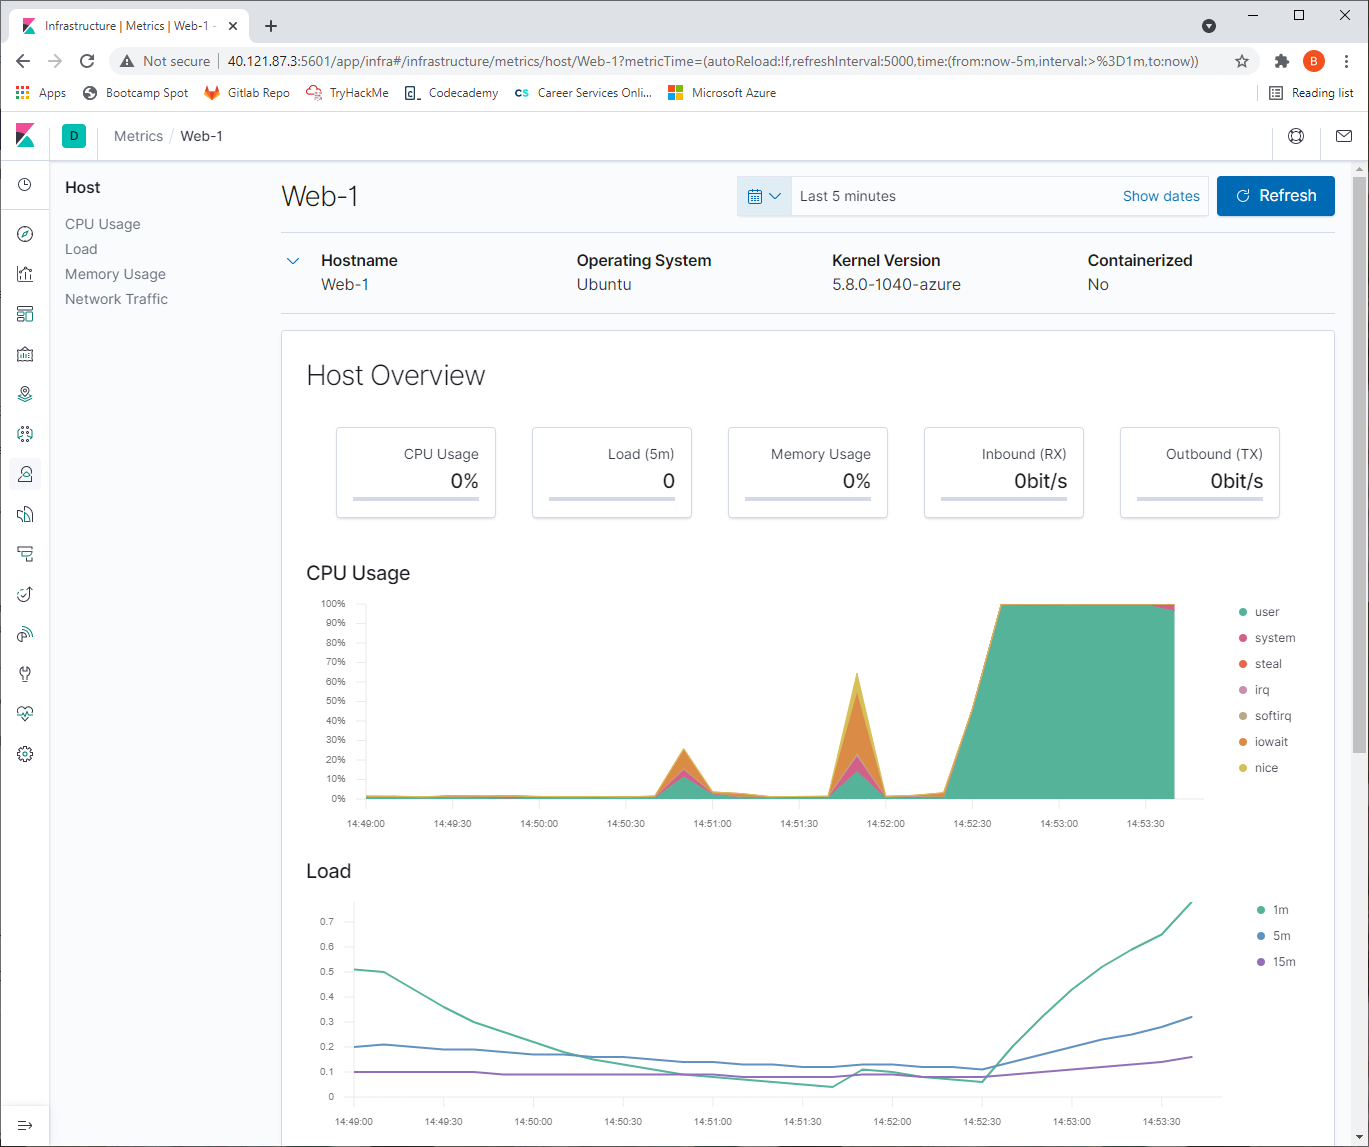 Infrastructure | Metrics | Web-1 -
Not secure | 40.121.87.3:5601/app/infra#/infrastructure/metrics/host/Web-1?metricTime=(autoReload:!f,refreshInterval:5000,time:(from:now-5m,interval:>%3D1m,to:now))
B
Apps Bootcamp Spot Gitlab Repo TryHackMe Codecademy CS Career Services Onli... Microsoft Azure Reading list
D Metrics / Web-1
Host
CPU Usage
Load
Memory Usage
Network Traffic
Web-1 Last 5 minutes Show dates Refresh
Hostname Operating System Kernel Version Containerized
Web-1 Ubuntu 5.8.0-1040-azure No
Host Overview
CPU Usage Load (5m) Memory Usage Inbound (RX) Outbound (TX)
0% 0 0% 0bit/s 0bit/s
CPU Usage
100%
90%
80%
70%
60%
50%
40%
30%
20%
10%
0%
14:49:00 14:49:30 14:50:00 14:50:30 14:51:00 14:51:30 14:52:00 14:52:30 14:53:00 14:53:30
user
system
steal
irq
softirq
iowait
nice
Load
0.7
0.6
0.5
0.4
0.3
0.2
0.1
0
14:49:00 14:49:30 14:50:00 14:50:30 14:51:00 14:51:30 14:52:00 14:52:30 14:53:00 14:53:30
1m
5m
15m